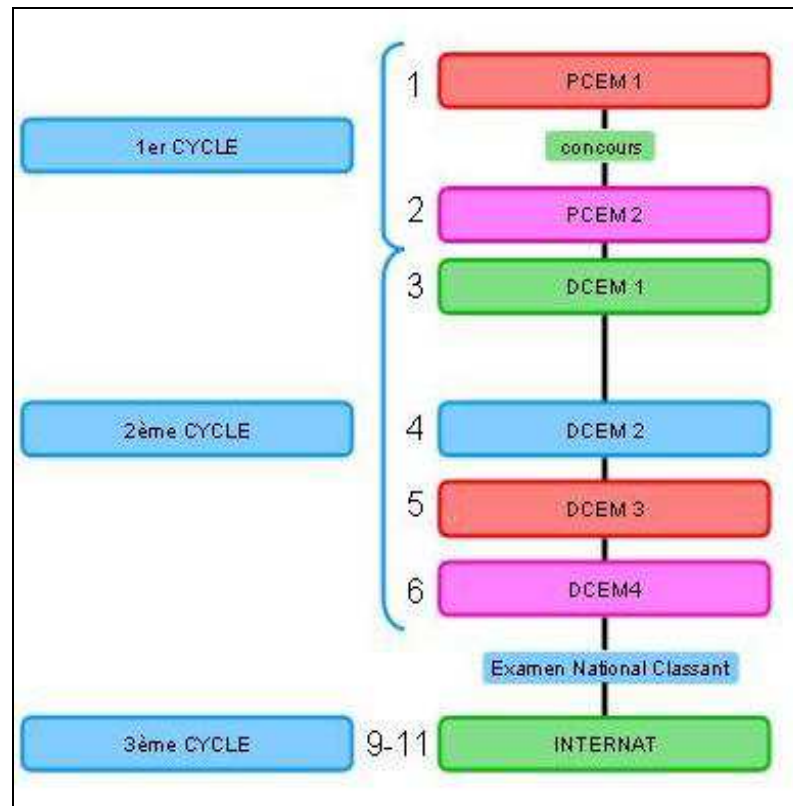 1 PCEM 1
1er CYCLE
concours
2 PCEM 2
3 DCEM 1
2ème CYCLE 4 DCEM 2
5 DCEM 3
6 DCEM4
Examen National Classant
3ème CYCLE 9-11 INTERNAT